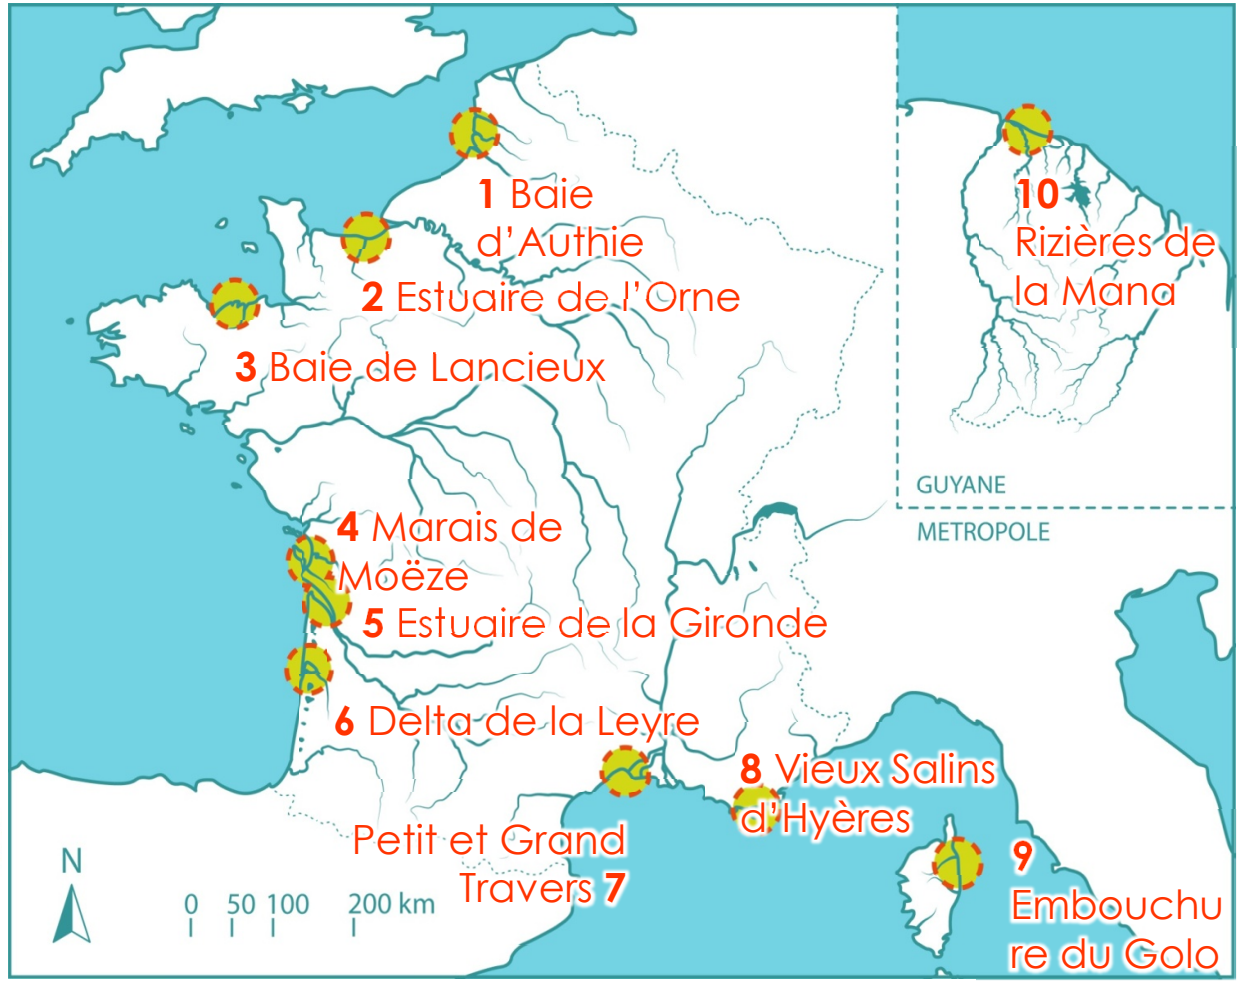 1 Baie
d’Authie
2 Estuaire de l’Orne
3 Baie de Lancieux
4 Marais de
Moëze
5 Estuaire de la Gironde
6 Delta de la Leyre
Petit et Grand
Travers 7
8 Vieux Salins
d’Hyères
9
Embouchu
re du Golo
10
Rizières de
la Mana
GUYANE
METROPOLE
N
0 50 100 200 km